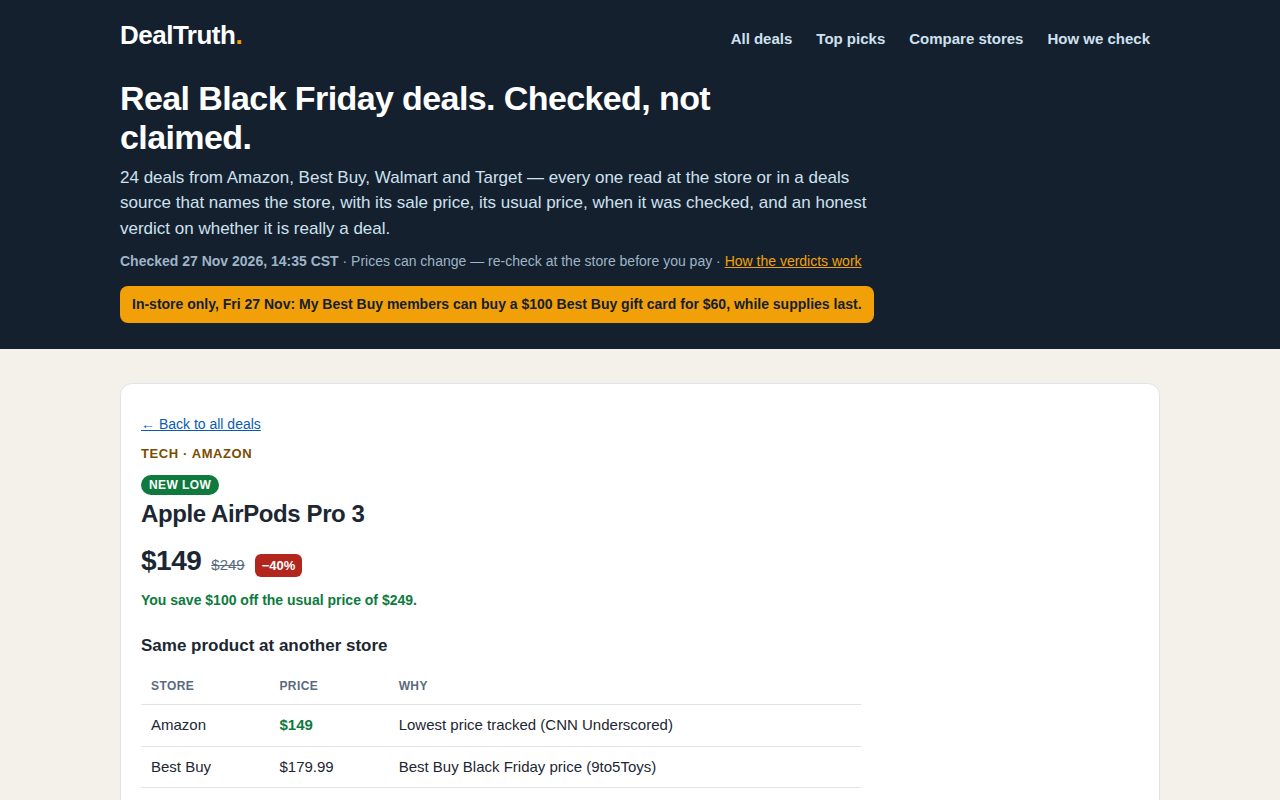 DealTruth.
All deals Top picks Compare stores How we check
Real Black Friday deals. Checked, not
claimed.
24 deals from Amazon, Best Buy, Walmart and Target — every one read at the store or in a deals
source that names the store, with its sale price, its usual price, when it was checked, and an honest
verdict on whether it is really a deal.
Checked 27 Nov 2026, 14:35 CST · Prices can change — re-check at the store before you pay · How the verdicts work
In-store only, Fri 27 Nov: My Best Buy members can buy a $100 Best Buy gift card for $60, while supplies last.
← Back to all deals
TECH · AMAZON
NEW LOW
Apple AirPods Pro 3
$149 $249 −40%
You save $100 off the usual price of $249.
Same product at another store
STORE PRICE WHY
Amazon $149 Lowest price tracked (CNN Underscored)
Best Buy $179.99 Best Buy Black Friday price (9to5Toys)